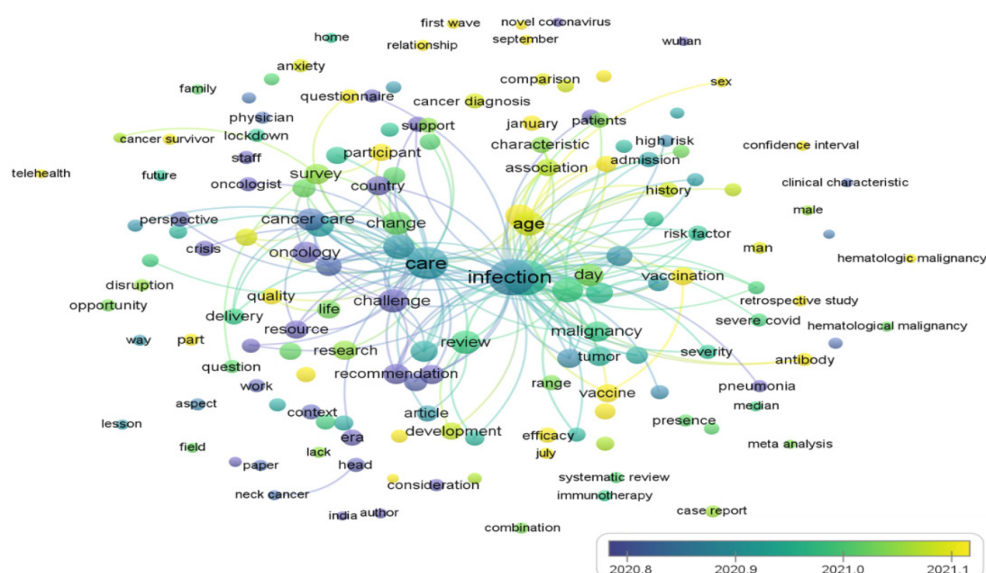 first wave
novel coronavirus
home
relationship
september
wuhan
anxiety
comparison
sex
family
questionnaire
cancer diagnosis
physician
support
january
patients
cancer survivor
lockdown
characteristic
high risk
confidence interval
staff
participant
association
admission
telehealth
future
survey
oncologist
country
history
clinical characteristic
perspective
cancer care
change
age
male
risk factor
crisis
oncology
care
man
infection
day
vaccination
hematologic malignancy
disruption
quality
challenge
opportunity
delivery
life
retrospective study
resource
malignancy
severe covid
hematological malignancy
way
part
review
research
tumor
severity
antibody
question
recommendation
work
range
vaccine
pneumonia
aspect
context
article
median
lesson
presence
era
development
efficacy
field
lack
july
meta analysis
paper
head
systematic review
neck cancer
consideration
immunotherapy
india
author
case report
combination
2020.8
2020.9
2021.0
2021.1